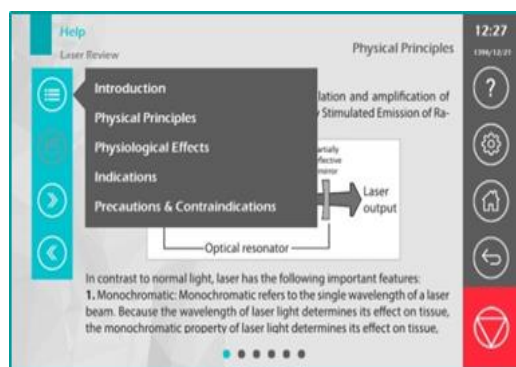 Help
Laser Review
Physical Principles
12:27
1396/12/21
Introduction
Physical Principles
Physiological Effects
Indications
Precautions & Contraindications
lation and amplification of
Stimulated Emission of Ra-
mirror
Laser
output
Optical resonator
In contrast to normal light, laser has the following important features:
1. Monochromatic: Monochromatic refers to the single wavelength of a laser
beam. Because the wavelength of laser light determines its effect on tissue,
the monochromatic property of laser light determines its effect on tissue,